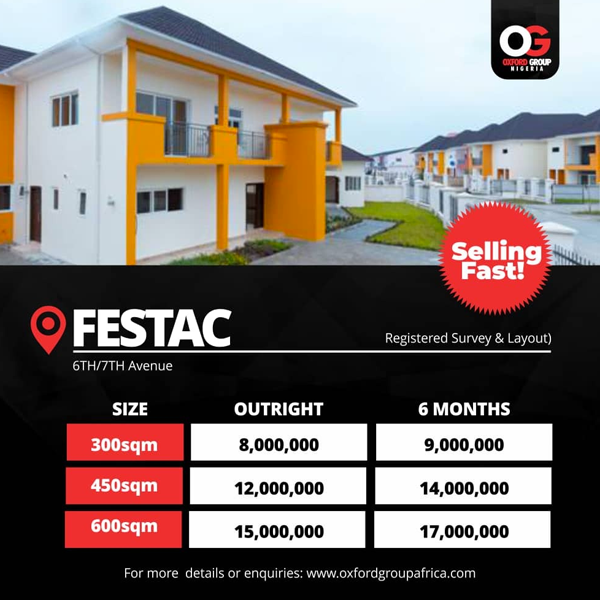 OG
OXFORD GROUP
NIGERIA
Selling
Fast!
FESTAC
Registered Survey & Layout)
6TH/7TH Avenue
SIZE OUTRIGHT 6 MONTHS
300sqm 8,000,000 9,000,000
450sqm 12,000,000 14,000,000
600sqm 15,000,000 17,000,000
For more details or enquiries: www.oxfordgroupafrica.com